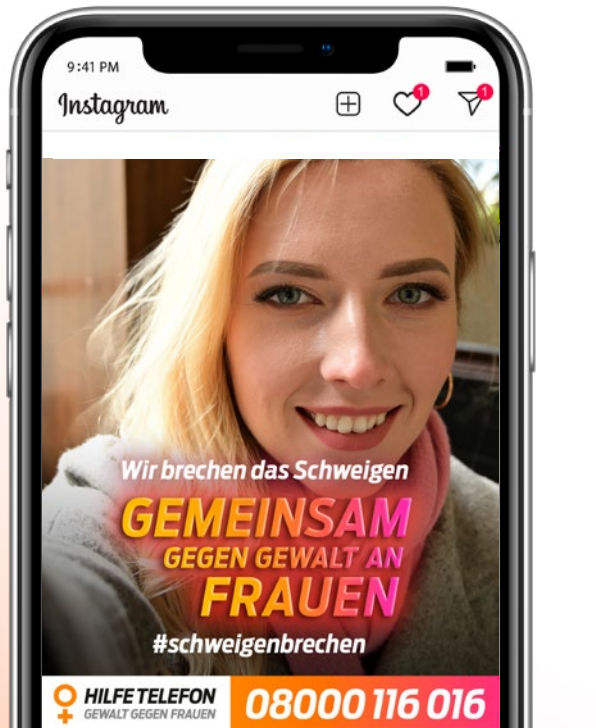 9:41 PM
Instagram
1
1
Wir brechen das Schweigen
GEMEINSAM
GEGEN GEWALT AN
FRAUEN
#schweigenbrechen
HILFE TELEFON
GEWALT GEGEN FRAUEN
08000 116 016